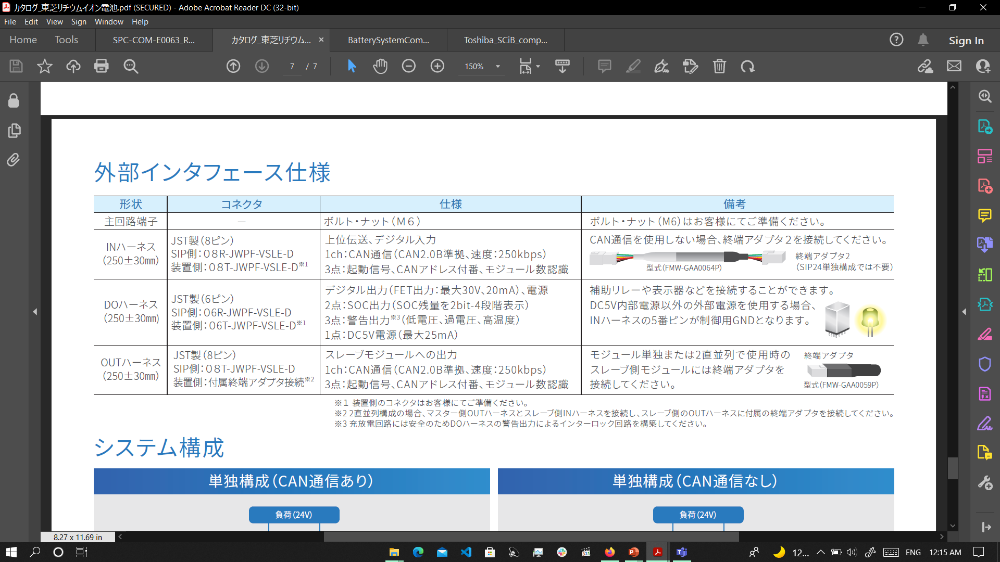 カタログ_東芝リチウムイオン電池.pdf (SECURED) - Adobe Acrobat Reader DC (32-bit)
File Edit View Sign Window Help
Home Tools SPC-COM-E0063_R... カタログ_東芝リチウム... × BatterySystemCom... Toshiba_SCiB_comp... Sign In
7 / 7 150%
外部インタフェース仕様
形状 コネクタ 仕様 備考
主回路端子 － ボルト・ナット（M６） ボルト・ナット（M6）はお客様にてご準備ください。
INハーネス
（250±30㎜）
JST製（8ピン）
SIP側：０８R-JWPF-VSLE-D
装置側：０８T-JWPF-VSLE-D※1
上位伝送、デジタル入力
1ch：CAN通信（CAN2.0B準拠、速度：250kbps）
3点：起動信号、CANアドレス付番、モジュール数認識
CAN通信を使用しない場合、終端アダプタ２を接続してください。
型式（FMW-GAA0064P）
終端アダプタ2
（SIP24単独構成では不要）
DOハーネス
（250±30㎜）
JST製（6ピン）
SIP側：０６R-JWPF-VSLE-D
装置側：０６T-JWPF-VSLE-D※1
デジタル出力（FET出力：最大30V、20mA）、電源
2点：SOC出力（SOC残量を2bit-4段階表示）
3点：警告出力※3（低電圧、過電圧、高温度）
1点：DC5V電源（最大25mA）
補助リレーや表示器などを接続することができます。
DC5V内部電源以外の外部電源を使用する場合、
INハーネスの5番ピンが制御用GNDとなります。
OUTハーネス
（250±30㎜）
JST製（8ピン）
SIP側：０８T-JWPF-VSLE-D
装置側：付属終端アダプタ接続※2
スレーブモジュールへの出力
1ch：CAN通信（CAN2.0B準拠、速度：250kbps）
3点：起動信号、CANアドレス付番、モジュール数認識
モジュール単独または2直並列で使用時の
スレーブ側モジュールには終端アダプタを
接続してください。
終端アダプタ
型式（FMW-GAA0059P）
※１ 装置側のコネクタはお客様にてご準備ください。
※2 2直並列構成の場合、マスター側OUTハーネスとスレーブ側INハーネスを接続し、スレーブ側のOUTハーネスに付属の終端アダプタを接続してください。
※3 充放電回路には安全のためDOハーネスの警告出力によるインターロック回路を構築してください。
システム構成
単独構成（CAN通信あり） 単独構成（CAN通信なし）
負荷（24V） 負荷（24V）
8.27 x 11.69 in
12... ENG 12:15 AM